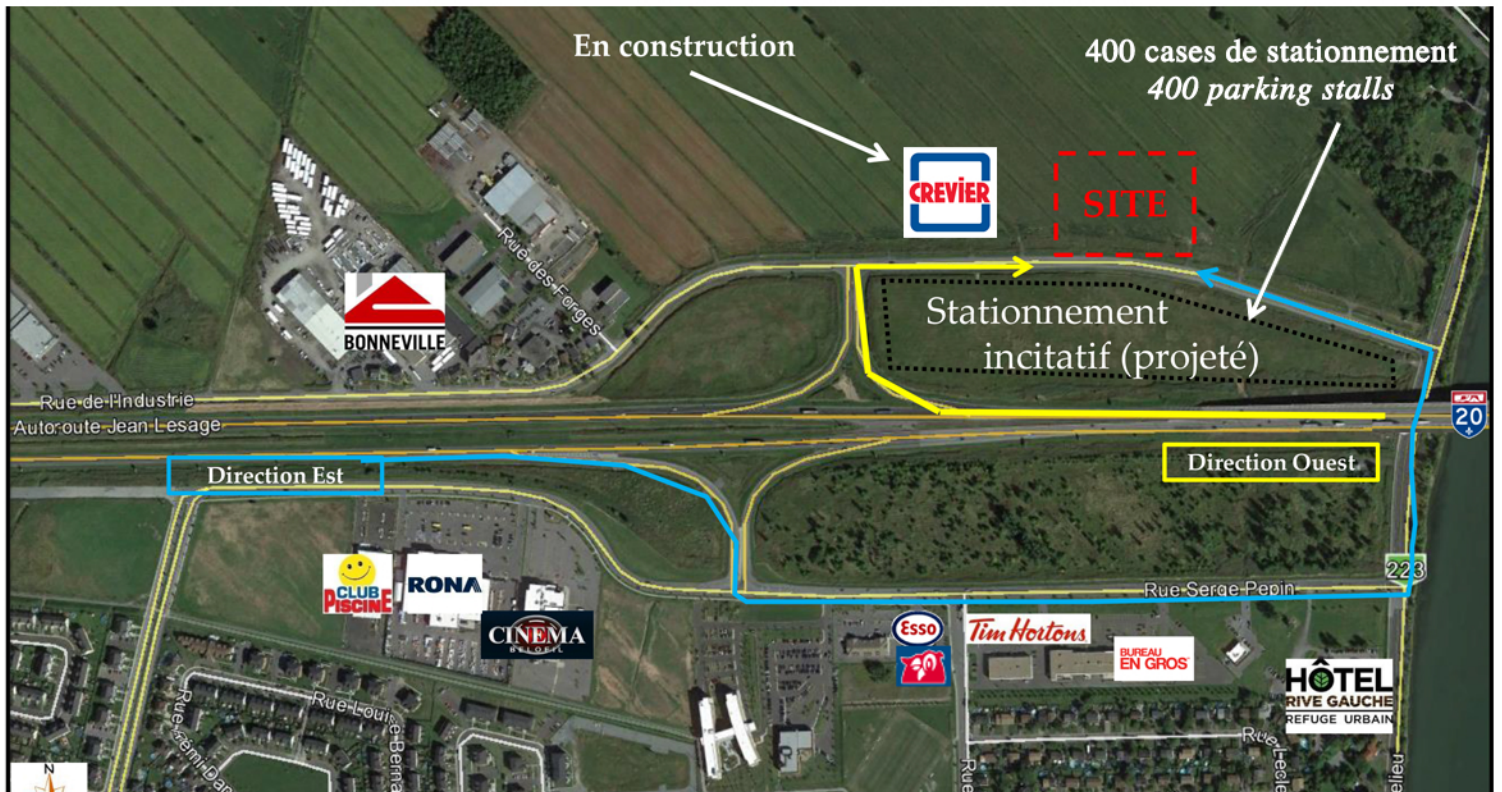 En construction
400 cases de stationnement
400 parking stalls
CREVIER
SITE
Rue des Forges
BONNEVILLE
Stationnement
incitatif (projeté)
Rue de l'Industrie
Autoroute Jean Lesage
20
Direction Est
Direction Ouest
223
Rue Serge Pepin
CLUB
PISCINE
RONA
CINEMA
BELOEIL
Esso
Tim Hortons
BUREAU
EN GROS
HÔTEL
RIVE GAUCHE
REFUGE URBAIN
Rue Louise
Rue
Rue
N